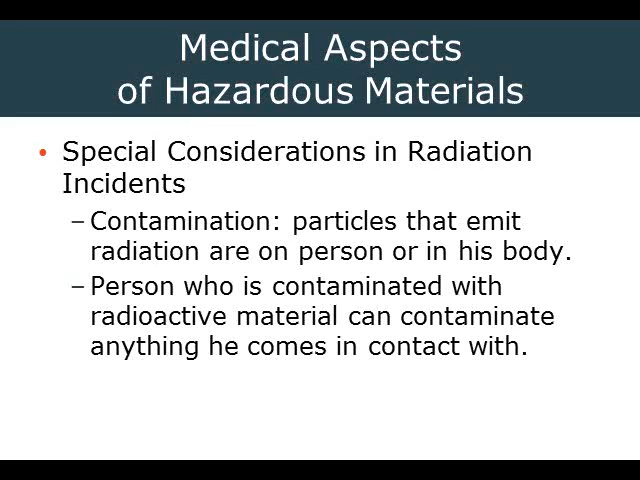 Medical Aspects
of Hazardous Materials
• Special Considerations in Radiation
Incidents
– Contamination: particles that emit
radiation are on person or in his body.
– Person who is contaminated with
radioactive material can contaminate
anything he comes in contact with.